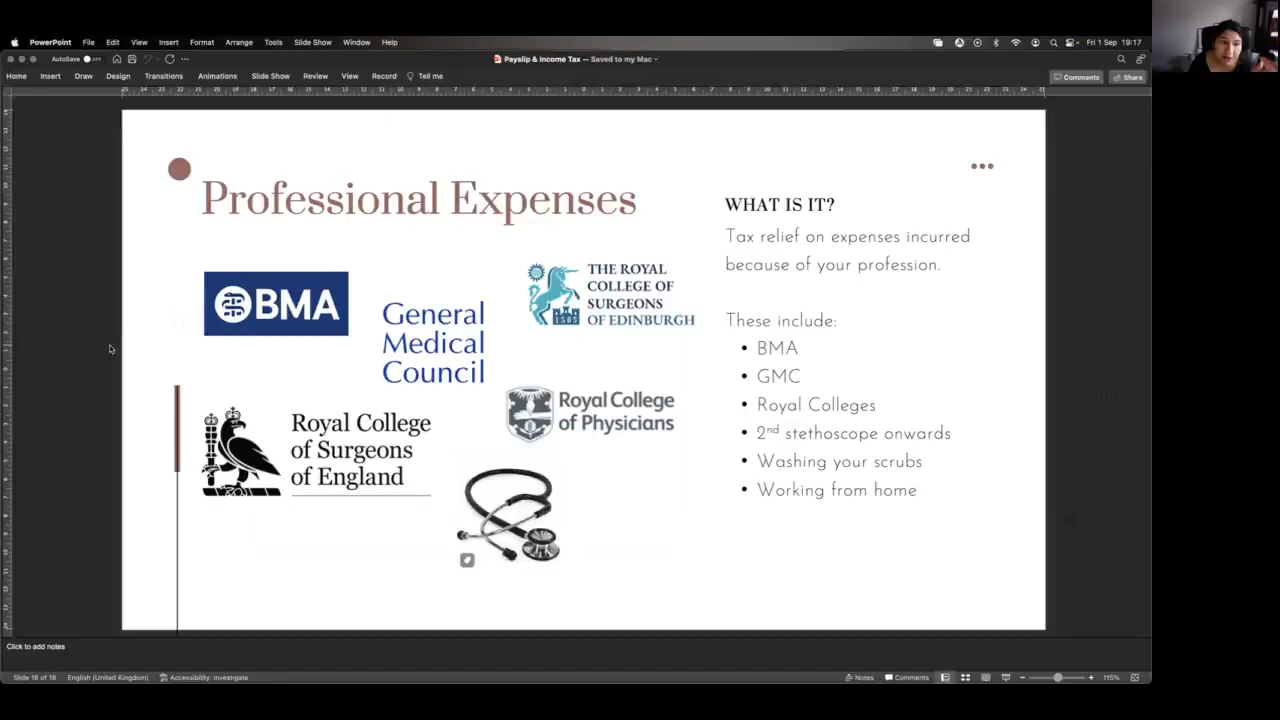 PowerPoint File Edit View Insert Format Arrange Tools Slide Show Window Help Fri 1 Sep 19:17
AutoSave Payslip & Income Tax — Saved to my Mac
Home Insert Draw Design Transitions Animations Slide Show Review View Record Tell me Comments Share
Professional Expenses
BMA
General
Medical
Council
THE ROYAL
COLLEGE OF
SURGEONS
OF EDINBURGH
1505
Royal College
of Surgeons
of England
Royal College
of Physicians
WHAT IS IT?
Tax relief on expenses incurred
because of your profession.
These include:
• BMA
• GMC
• Royal Colleges
• 2nd stethoscope onwards
• Washing your scrubs
• Working from home
Click to add notes
Slide 16 of 18 English (United Kingdom) Accessibility: Investigate Notes Comments 115%